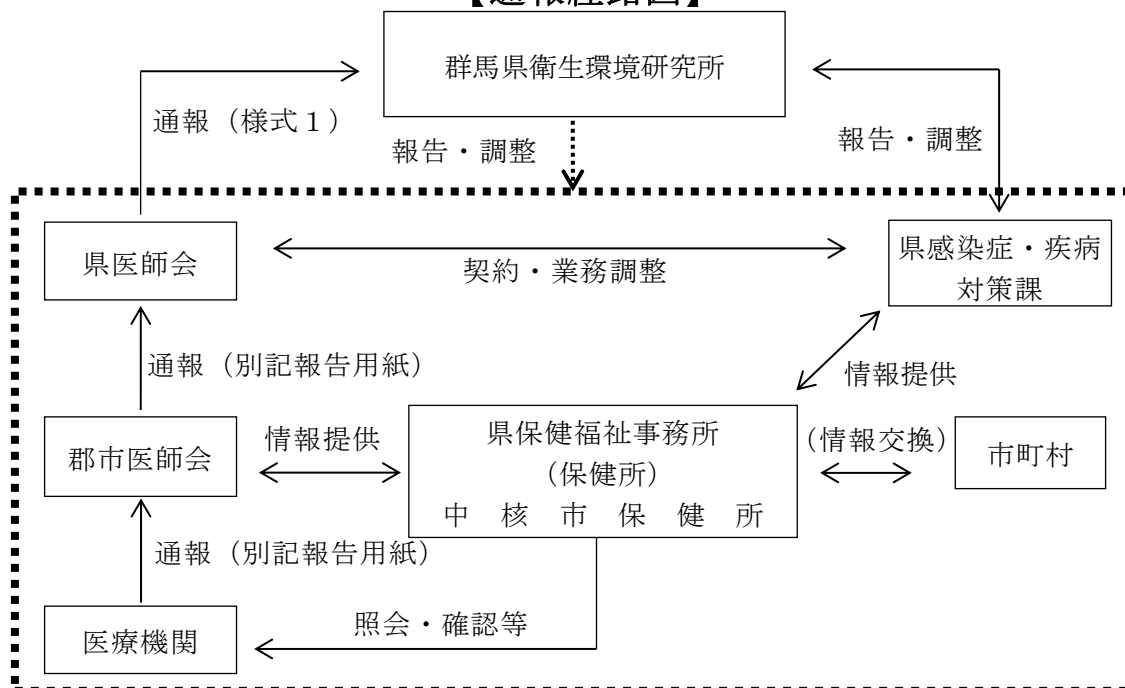 【通報経路図】
群馬県衛生環境研究所
通報(様式1)
報告・調整
報告・調整
県医師会
契約・業務調整
県感染症・疾病
対策課
通報(別記報告用紙)
情報提供
郡市医師会
情報提供
県保健福祉事務所
(保健所)
中核市保健所
(情報交換)
市町村
通報(別記報告用紙)
医療機関
照会・確認等